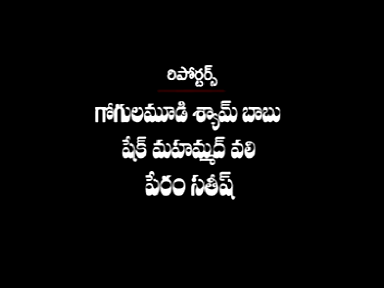 రిపోర్టర్స్
గోగులమూడి శ్యామ్ బాబు
షేక్ మహమ్మద్ వలి
పేరం సతీష్